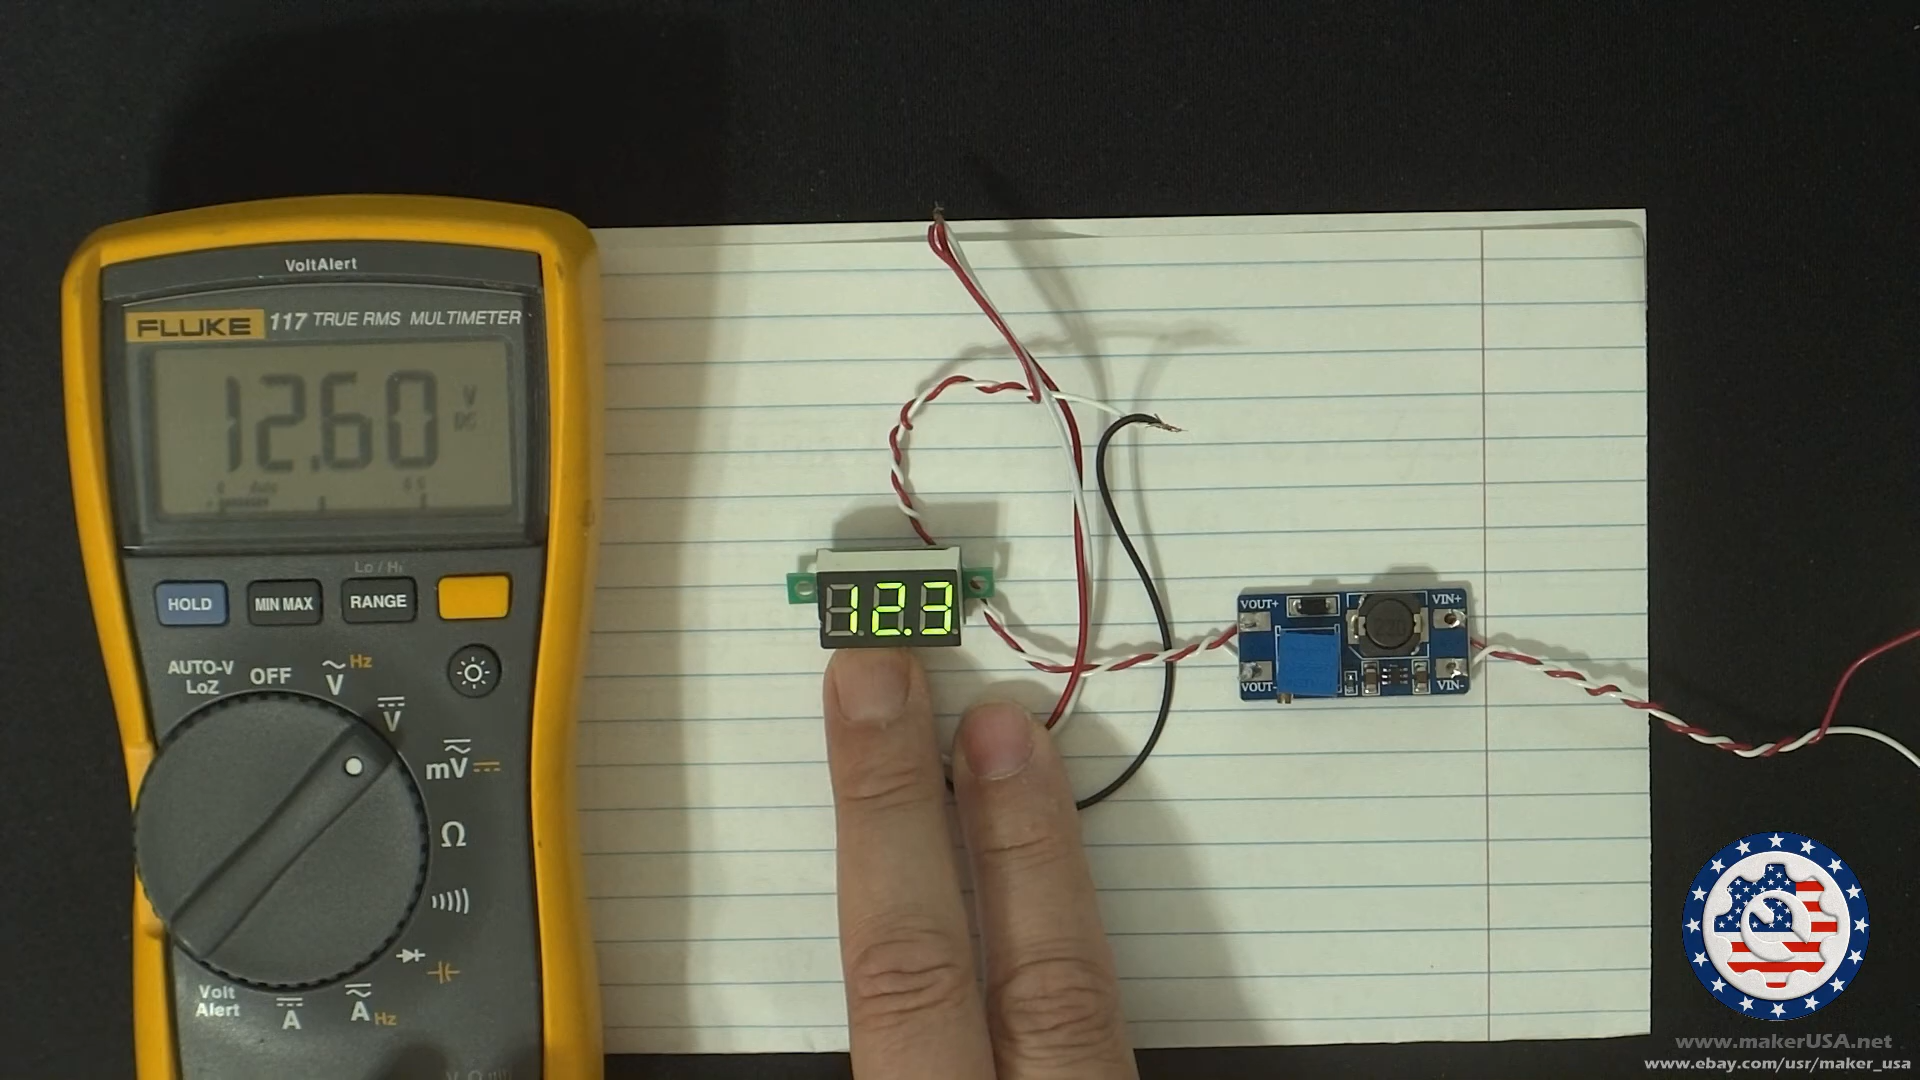 VoltAlert
FLUKE 117 TRUE RMS MULTIMETER
12.60 V DC
Lo / Hi
HOLD MIN MAX RANGE
AUTO-V LoZ
OFF
~ Hz
V
V
mV
Ω
Volt Alert
A
A Hz
12.3
VOUT+ VIN+
VOUT- VIN-
www.makerUSA.net
www.ebay.com/usr/maker_usa